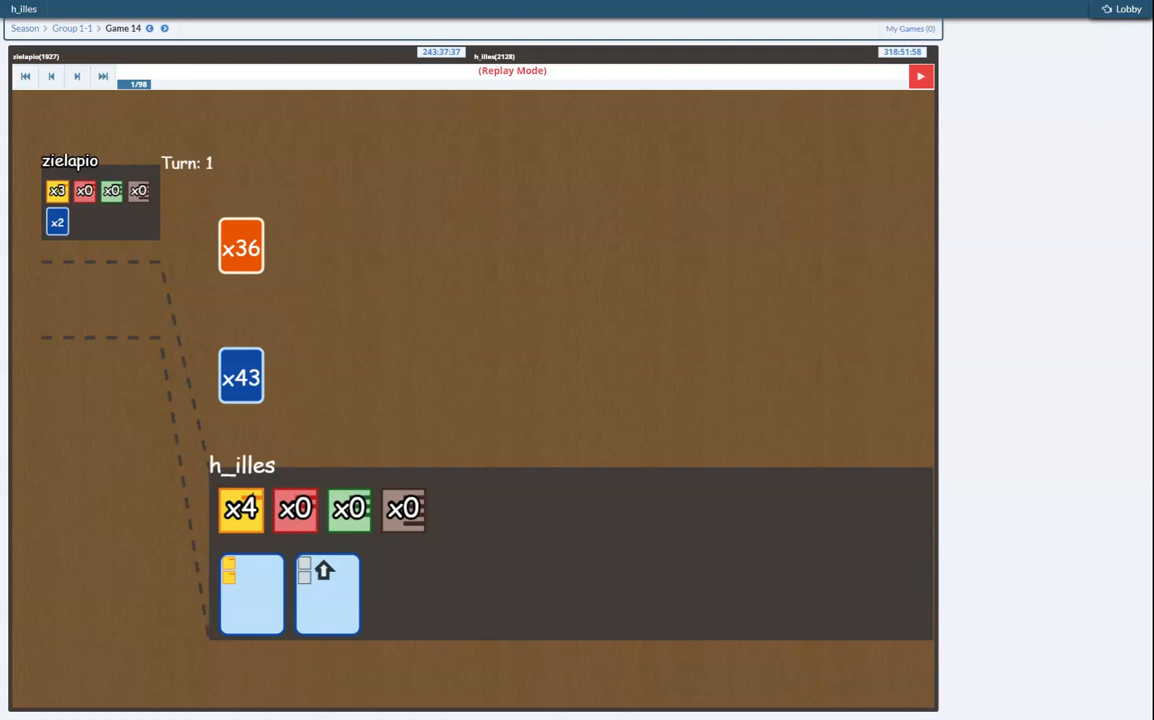 h_illes
Lobby
Season > Group 1-1 > Game 14
My Games (0)
zielapio(1927)
243:37:37
h_illes(2128)
318:51:58
(Replay Mode)
1/98
zielapio
Turn: 1
x3 x0 x0 x0
x2
x36
x43
h_illes
x4 x0 x0 x0